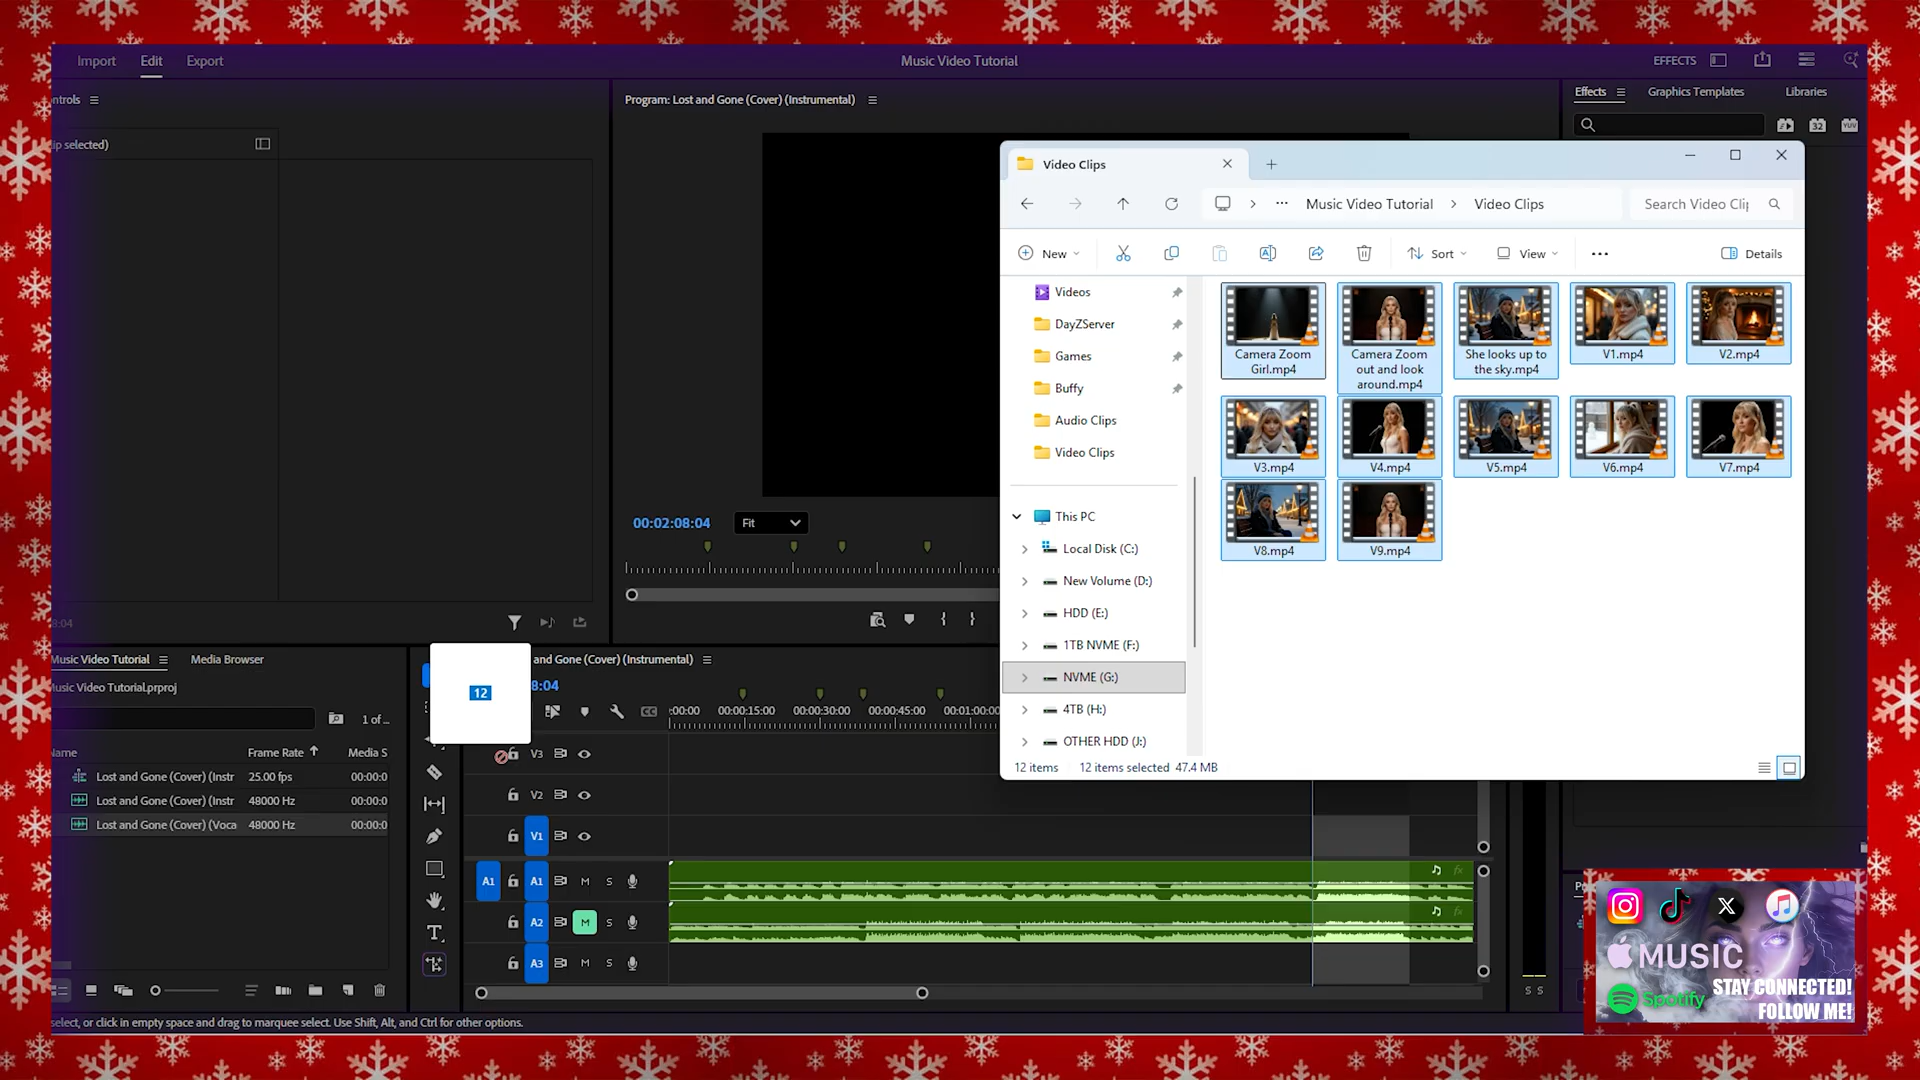 Import Edit Export
Music Video Tutorial
EFFECTS
ntrols
Program: Lost and Gone (Cover) (Instrumental)
Effects Graphics Templates Libraries
32 YUV
ip selected)
Video Clips
Music Video Tutorial > Video Clips
Search Video Clip
New
Sort
View
Details
Videos
DayZServer
Games
Buffy
Audio Clips
Video Clips
This PC
Local Disk (C:)
New Volume (D:)
HDD (E:)
1TB NVME (F:)
NVME (G:)
4TB (H:)
OTHER HDD (J:)
Camera Zoom Girl.mp4
Camera Zoom out and look around.mp4
She looks up to the sky.mp4
V1.mp4
V2.mp4
V3.mp4
V4.mp4
V5.mp4
V6.mp4
V7.mp4
V8.mp4
V9.mp4
12 items 12 items selected 47.4 MB
00:02:08:04
Fit
:8:04
Music Video Tutorial
Media Browser
Music Video Tutorial.prproj
1 of ...
ame Frame Rate Media S
Lost and Gone (Cover) (Instr 25.00 fps 00:00:0
Lost and Gone (Cover) (Instr 48000 Hz 00:00:0
Lost and Gone (Cover) (Voca 48000 Hz 00:00:0
12
and Gone (Cover) (Instrumental)
8:04
:00:00 00:00:15:00 00:00:30:00 00:00:45:00 00:01:00:00
V3
V2
V1
A1 A1 M S
A2 M S
A3 M S
S S
select, or click in empty space and drag to marquee select. Use Shift, Alt, and Ctrl for other options.
MUSIC
Spotify
STAY CONNECTED!
FOLLOW ME!